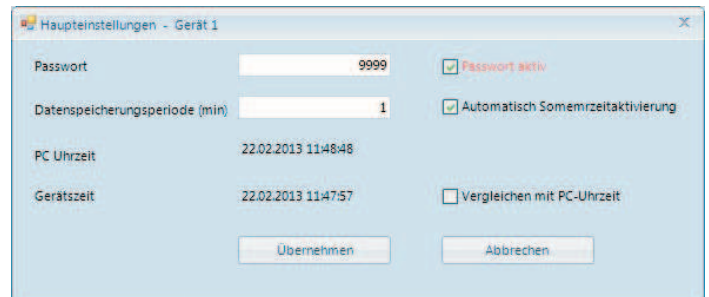 Haupteinstellungen - Gerät 1
Passwort 9999 Passwort aktiv
Datenspeicherungsperiode (min) 1 Automatisch Somemrzeitaktivierung
PC Uhrzeit 22.02.2013 11:48:48
Gerätszeit 22.02.2013 11:47:57 Vergleichen mit PC-Uhrzeit
Übernehmen Abbrechen